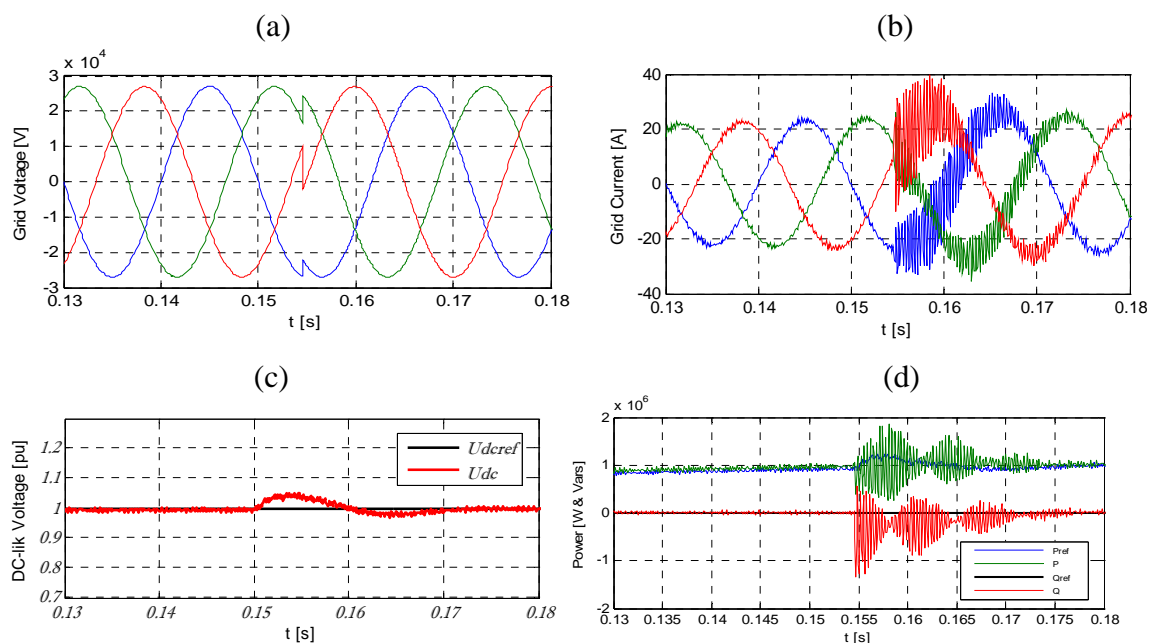 (a)
x 10^4
Grid Voltage [V]
3
2
1
0
-1
-2
-3
0.13 0.14 0.15 0.16 0.17 0.18
t [s]
(b)
Grid Current [A]
40
20
0
-20
-40
0.13 0.14 0.15 0.16 0.17 0.18
t [s]
(c)
DC-lik Voltage [pu]
1.2
1.1
1
0.9
0.8
0.7
Udcref
Udc
0.13 0.14 0.15 0.16 0.17 0.18
t [s]
(d)
x 10^6
Power [W & Vars]
2
1
0
-1
-2
Pref
P
Qref
Q
0.13 0.135 0.14 0.145 0.15 0.155 0.16 0.165 0.17 0.175 0.18
t [s]